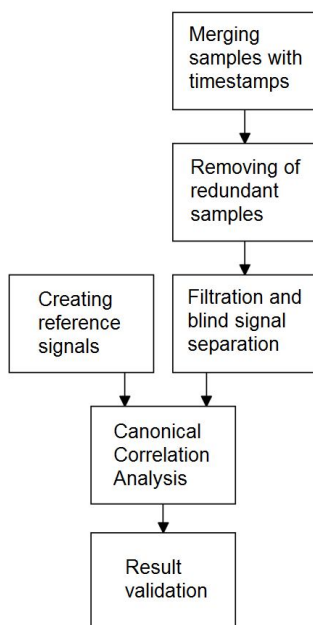 Merging
samples with
timestamps
Removing of
redundant
samples
Creating
reference
signals
Filtration and
blind signal
separation
Canonical
Correlation
Analysis
Result
validation